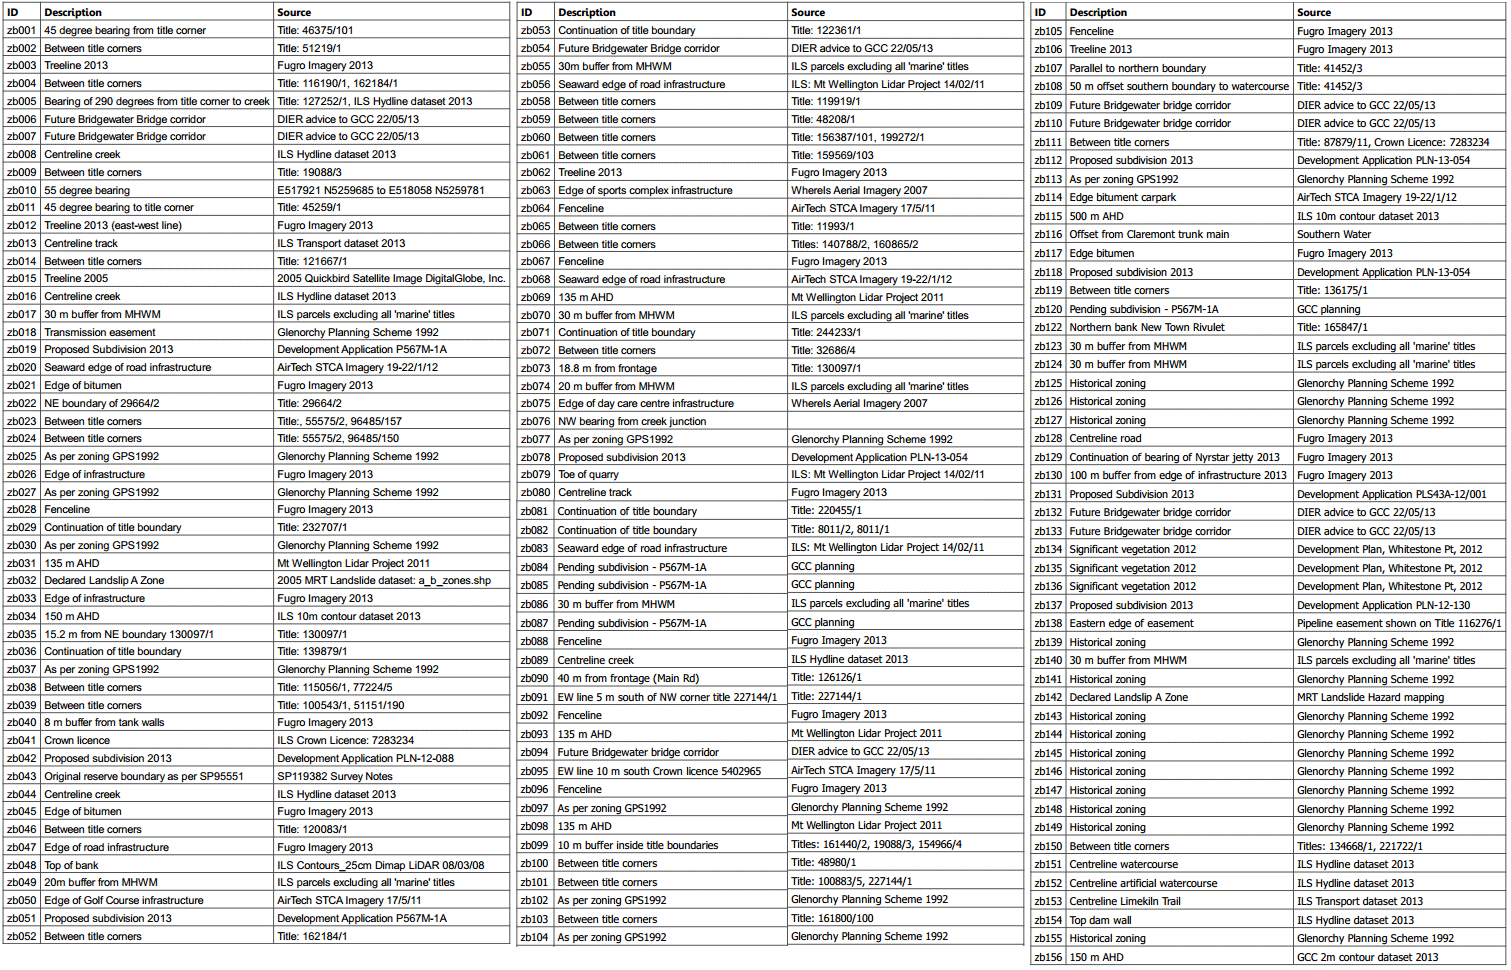 ID Description Source
zb001 45 degree bearing from title corner Title: 46375/101
zb002 Between title corners Title: 51219/1
zb003 Treeline 2013 Fugro Imagery 2013
zb004 Between title corners Title: 116190/1, 162184/1
zb005 Bearing of 290 degrees from title corner to creek Title: 127252/1, ILS Hydline dataset 2013
zb006 Future Bridgewater Bridge corridor DIER advice to GCC 22/05/13
zb007 Future Bridgewater Bridge corridor DIER advice to GCC 22/05/13
zb008 Centreline creek ILS Hydline dataset 2013
zb009 Between title corners Title: 19088/3
zb010 55 degree bearing E517921 N5259685 to E518058 N5259781
zb011 45 degree bearing to title corner Title: 45259/1
zb012 Treeline 2013 (east-west line) Fugro Imagery 2013
zb013 Centreline track ILS Transport dataset 2013
zb014 Between title corners Title: 121667/1
zb015 Treeline 2005 2005 Quickbird Satellite Image DigitalGlobe, Inc.
zb016 Centreline creek ILS Hydline dataset 2013
zb017 30 m buffer from MHWM ILS parcels excluding all 'marine' titles
zb018 Transmission easement Glenorchy Planning Scheme 1992
zb019 Proposed Subdivision 2013 Development Application P567M-1A
zb020 Seaward edge of road infrastructure AirTech STCA Imagery 19-22/1/12
zb021 Edge of bitumen Fugro Imagery 2013
zb022 NE boundary of 29664/2 Title: 29664/2
zb023 Between title corners Title:, 55575/2, 96485/157
zb024 Between title corners Title: 55575/2, 96485/150
zb025 As per zoning GPS1992 Glenorchy Planning Scheme 1992
zb026 Edge of infrastructure Fugro Imagery 2013
zb027 As per zoning GPS1992 Glenorchy Planning Scheme 1992
zb028 Fenceline Fugro Imagery 2013
zb029 Continuation of title boundary Title: 232707/1
zb030 As per zoning GPS1992 Glenorchy Planning Scheme 1992
zb031 135 m AHD Mt Wellington Lidar Project 2011
zb032 Declared Landslip A Zone 2005 MRT Landslide dataset: a_b_zones.shp
zb033 Edge of infrastructure Fugro Imagery 2013
zb034 150 m AHD ILS 10m contour dataset 2013
zb035 15.2 m from NE boundary 130097/1 Title: 130097/1
zb036 Continuation of title boundary Title: 139879/1
zb037 As per zoning GPS1992 Glenorchy Planning Scheme 1992
zb038 Between title corners Title: 115056/1, 77224/5
zb039 Between title corners Title: 100543/1, 51151/190
zb040 8 m buffer from tank walls Fugro Imagery 2013
zb041 Crown licence ILS Crown Licence: 7283234
zb042 Proposed subdivision 2013 Development Application PLN-12-088
zb043 Original reserve boundary as per SP95551 SP119382 Survey Notes
zb044 Centreline creek ILS Hydline dataset 2013
zb045 Edge of bitumen Fugro Imagery 2013
zb046 Between title corners Title: 120083/1
zb047 Edge of road infrastructure Fugro Imagery 2013
zb048 Top of bank ILS Contours_25cm Dimap LiDAR 08/03/08
zb049 20m buffer from MHWM ILS parcels excluding all 'marine' titles
zb050 Edge of Golf Course infrastructure AirTech STCA Imagery 17/5/11
zb051 Proposed subdivision 2013 Development Application P567M-1A
zb052 Between title corners Title: 162184/1
ID Description Source
zb053 Continuation of title boundary Title: 122361/1
zb054 Future Bridgewater Bridge corridor DIER advice to GCC 22/05/13
zb055 30m buffer from MHWM ILS parcels excluding all 'marine' titles
zb056 Seaward edge of road infrastructure ILS: Mt Wellington Lidar Project 14/02/11
zb058 Between title corners Title: 119919/1
zb059 Between title corners Title: 48208/1
zb060 Between title corners Title: 156387/101, 199272/1
zb061 Between title corners Title: 159569/103
zb062 Treeline 2013 Fugro Imagery 2013
zb063 Edge of sports complex infrastructure WhereIs Aerial Imagery 2007
zb064 Fenceline AirTech STCA Imagery 17/5/11
zb065 Between title corners Title: 11993/1
zb066 Between title corners Titles: 140788/2, 160865/2
zb067 Fenceline Fugro Imagery 2013
zb068 Seaward edge of road infrastructure AirTech STCA Imagery 19-22/1/12
zb069 135 m AHD Mt Wellington Lidar Project 2011
zb070 30 m buffer from MHWM ILS parcels excluding all 'marine' titles
zb071 Continuation of title boundary Title: 244233/1
zb072 Between title corners Title: 32686/4
zb073 18.8 m from frontage Title: 130097/1
zb074 20 m buffer from MHWM ILS parcels excluding all 'marine' titles
zb075 Edge of day care centre infrastructure WhereIs Aerial Imagery 2007
zb076 NW bearing from creek junction
zb077 As per zoning GPS1992 Glenorchy Planning Scheme 1992
zb078 Proposed subdivision 2013 Development Application PLN-13-054
zb079 Toe of quarry ILS: Mt Wellington Lidar Project 14/02/11
zb080 Centreline track Fugro Imagery 2013
zb081 Continuation of title boundary Title: 220455/1
zb082 Continuation of title boundary Title: 8011/2, 8011/1
zb083 Seaward edge of road infrastructure ILS: Mt Wellington Lidar Project 14/02/11
zb084 Pending subdivision - P567M-1A GCC planning
zb085 Pending subdivision - P567M-1A GCC planning
zb086 30 m buffer from MHWM ILS parcels excluding all 'marine' titles
zb087 Pending subdivision - P567M-1A GCC planning
zb088 Fenceline Fugro Imagery 2013
zb089 Centreline creek ILS Hydline dataset 2013
zb090 40 m from frontage (Main Rd) Title: 126126/1
zb091 EW line 5 m south of NW corner title 227144/1 Title: 227144/1
zb092 Fenceline Fugro Imagery 2013
zb093 135 m AHD Mt Wellington Lidar Project 2011
zb094 Future Bridgewater bridge corridor DIER advice to GCC 22/05/13
zb095 EW line 10 m south Crown licence 5402965 AirTech STCA Imagery 17/5/11
zb096 Fenceline Fugro Imagery 2013
zb097 As per zoning GPS1992 Glenorchy Planning Scheme 1992
zb098 135 m AHD Mt Wellington Lidar Project 2011
zb099 10 m buffer inside title boundaries Titles: 161440/2, 19088/3, 154966/4
zb100 Between title corners Title: 48980/1
zb101 Between title corners Title: 100883/5, 227144/1
zb102 As per zoning GPS1992 Glenorchy Planning Scheme 1992
zb103 Between title corners Title: 161800/100
zb104 As per zoning GPS1992 Glenorchy Planning Scheme 1992
ID Description Source
zb105 Fenceline Fugro Imagery 2013
zb106 Treeline 2013 Fugro Imagery 2013
zb107 Parallel to northern boundary Title: 41452/3
zb108 50 m offset southern boundary to watercourse Title: 41452/3
zb109 Future Bridgewater bridge corridor DIER advice to GCC 22/05/13
zb110 Future Bridgewater bridge corridor DIER advice to GCC 22/05/13
zb111 Between title corners Title: 87879/11, Crown Licence: 7283234
zb112 Proposed subdivision 2013 Development Application PLN-13-054
zb113 As per zoning GPS1992 Glenorchy Planning Scheme 1992
zb114 Edge bitument carpark AirTech STCA Imagery 19-22/1/12
zb115 500 m AHD ILS 10m contour dataset 2013
zb116 Offset from Claremont trunk main Southern Water
zb117 Edge bitumen Fugro Imagery 2013
zb118 Proposed subdivision 2013 Development Application PLN-13-054
zb119 Between title corners Title: 136175/1
zb120 Pending subdivision - P567M-1A GCC planning
zb122 Northern bank New Town Rivulet Title: 165847/1
zb123 30 m buffer from MHWM ILS parcels excluding all 'marine' titles
zb124 30 m buffer from MHWM ILS parcels excluding all 'marine' titles
zb125 Historical zoning Glenorchy Planning Scheme 1992
zb126 Historical zoning Glenorchy Planning Scheme 1992
zb127 Historical zoning Glenorchy Planning Scheme 1992
zb128 Centreline road Fugro Imagery 2013
zb129 Continuation of bearing of Nyrstar jetty 2013 Fugro Imagery 2013
zb130 100 m buffer from edge of infrastructure 2013 Fugro Imagery 2013
zb131 Proposed Subdivision 2013 Development Application PLS43A-12/001
zb132 Future Bridgewater bridge corridor DIER advice to GCC 22/05/13
zb133 Future Bridgewater bridge corridor DIER advice to GCC 22/05/13
zb134 Significant vegetation 2012 Development Plan, Whitestone Pt, 2012
zb135 Significant vegetation 2012 Development Plan, Whitestone Pt, 2012
zb136 Significant vegetation 2012 Development Plan, Whitestone Pt, 2012
zb137 Proposed subdivision 2013 Development Application PLN-12-130
zb138 Eastern edge of easement Pipeline easement shown on Title 116276/1
zb139 Historical zoning Glenorchy Planning Scheme 1992
zb140 30 m buffer from MHWM ILS parcels excluding all 'marine' titles
zb141 Historical zoning Glenorchy Planning Scheme 1992
zb142 Declared Landslip A Zone MRT Landslide Hazard mapping
zb143 Historical zoning Glenorchy Planning Scheme 1992
zb144 Historical zoning Glenorchy Planning Scheme 1992
zb145 Historical zoning Glenorchy Planning Scheme 1992
zb146 Historical zoning Glenorchy Planning Scheme 1992
zb147 Historical zoning Glenorchy Planning Scheme 1992
zb148 Historical zoning Glenorchy Planning Scheme 1992
zb149 Historical zoning Glenorchy Planning Scheme 1992
zb150 Between title corners Titles: 134668/1, 221722/1
zb151 Centreline watercourse ILS Hydline dataset 2013
zb152 Centreline artificial watercourse ILS Hydline dataset 2013
zb153 Centreline Limekiln Trail ILS Transport dataset 2013
zb154 Top dam wall ILS Hydline dataset 2013
zb155 Historical zoning Glenorchy Planning Scheme 1992
zb156 150 m AHD GCC 2m contour dataset 2013